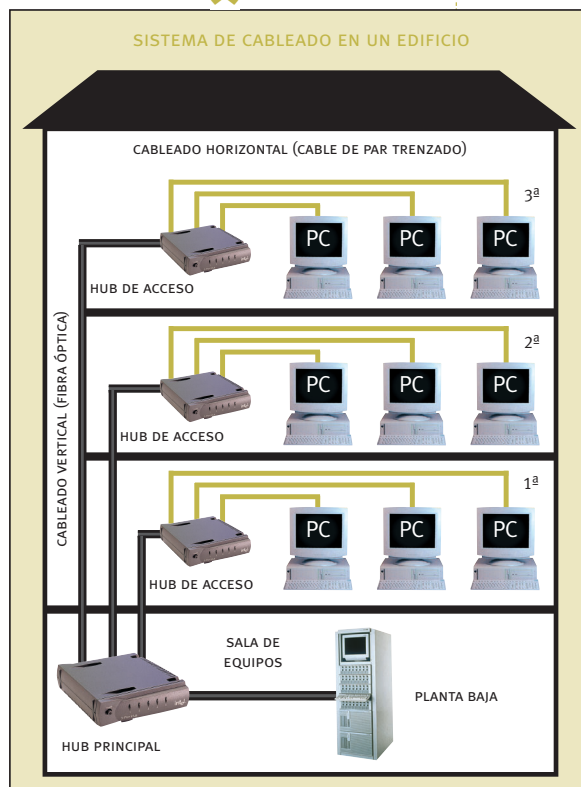 SISTEMA DE CABLEADO EN UN EDIFICIO
CABLEADO HORIZONTAL (CABLE DE PAR TRENZADO)
3ª
PC PC PC
HUB DE ACCESO
CABLEADO VERTICAL (FIBRA ÓPTICA)
2ª
PC PC PC
HUB DE ACCESO
1ª
PC PC PC
HUB DE ACCESO
SALA DE
EQUIPOS
PLANTA BAJA
HUB PRINCIPAL